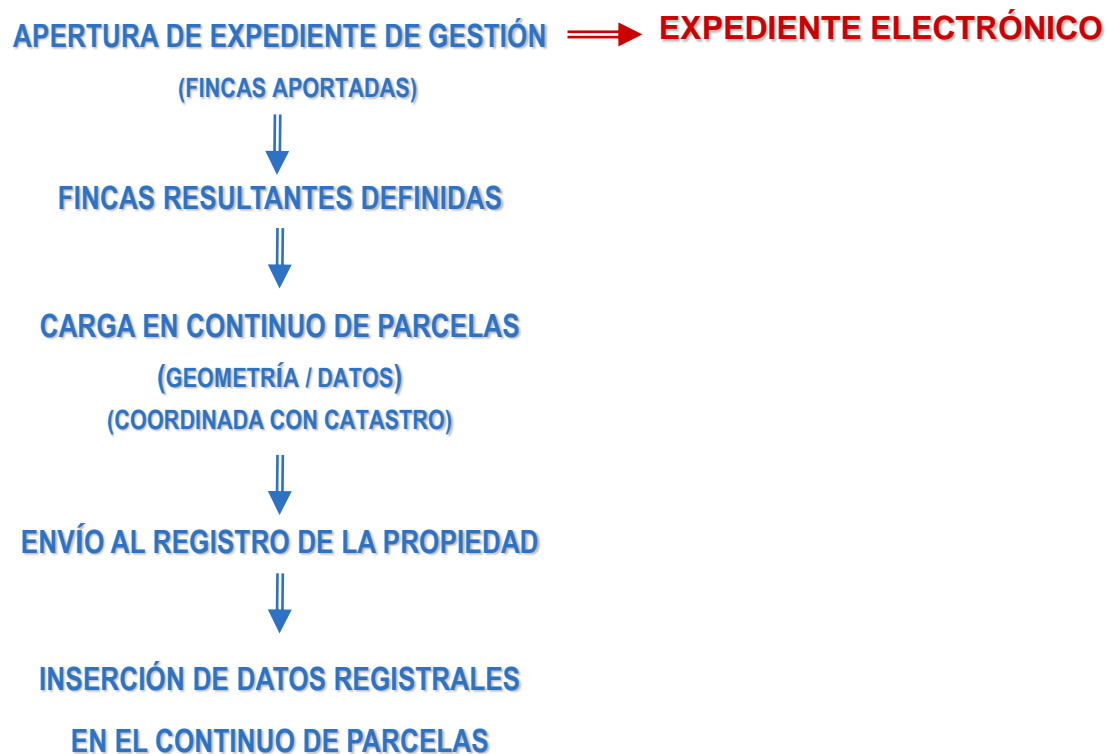 APERTURA DE EXPEDIENTE DE GESTIÓN
EXPEDIENTE ELECTRÓNICO
(FINCAS APORTADAS)
FINCAS RESULTANTES DEFINIDAS
CARGA EN CONTINUO DE PARCELAS
(GEOMETRÍA / DATOS)
(COORDINADA CON CATASTRO)
ENVÍO AL REGISTRO DE LA PROPIEDAD
INSERCIÓN DE DATOS REGISTRALES
EN EL CONTINUO DE PARCELAS